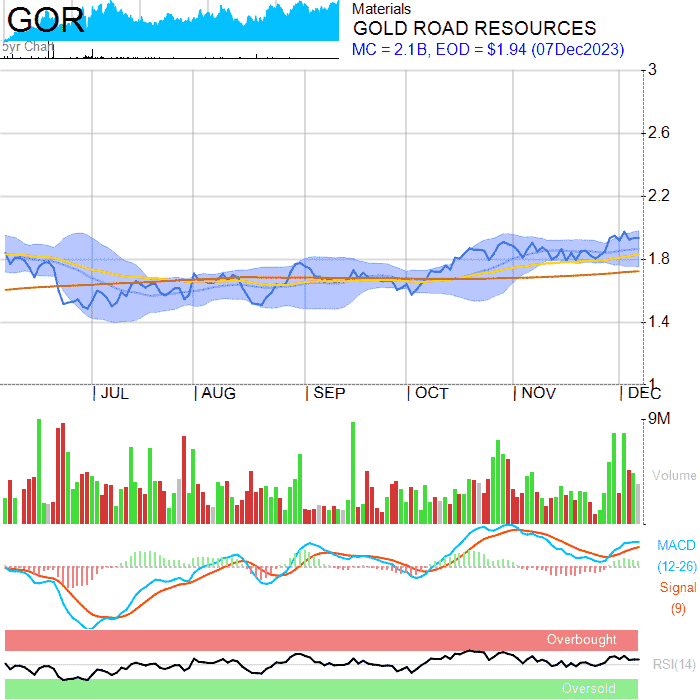 GOR
5yr Chart
Materials
GOLD ROAD RESOURCES
MC = 2.1B, EOD = $1.94 (07Dec2023)
3
2.6
2.2
1.8
1.4
1
JUL
AUG
SEP
OCT
NOV
DEC
9M
Volume
MACD
(12-26)
Signal
(9)
Overbought
RSI(14)
Oversold